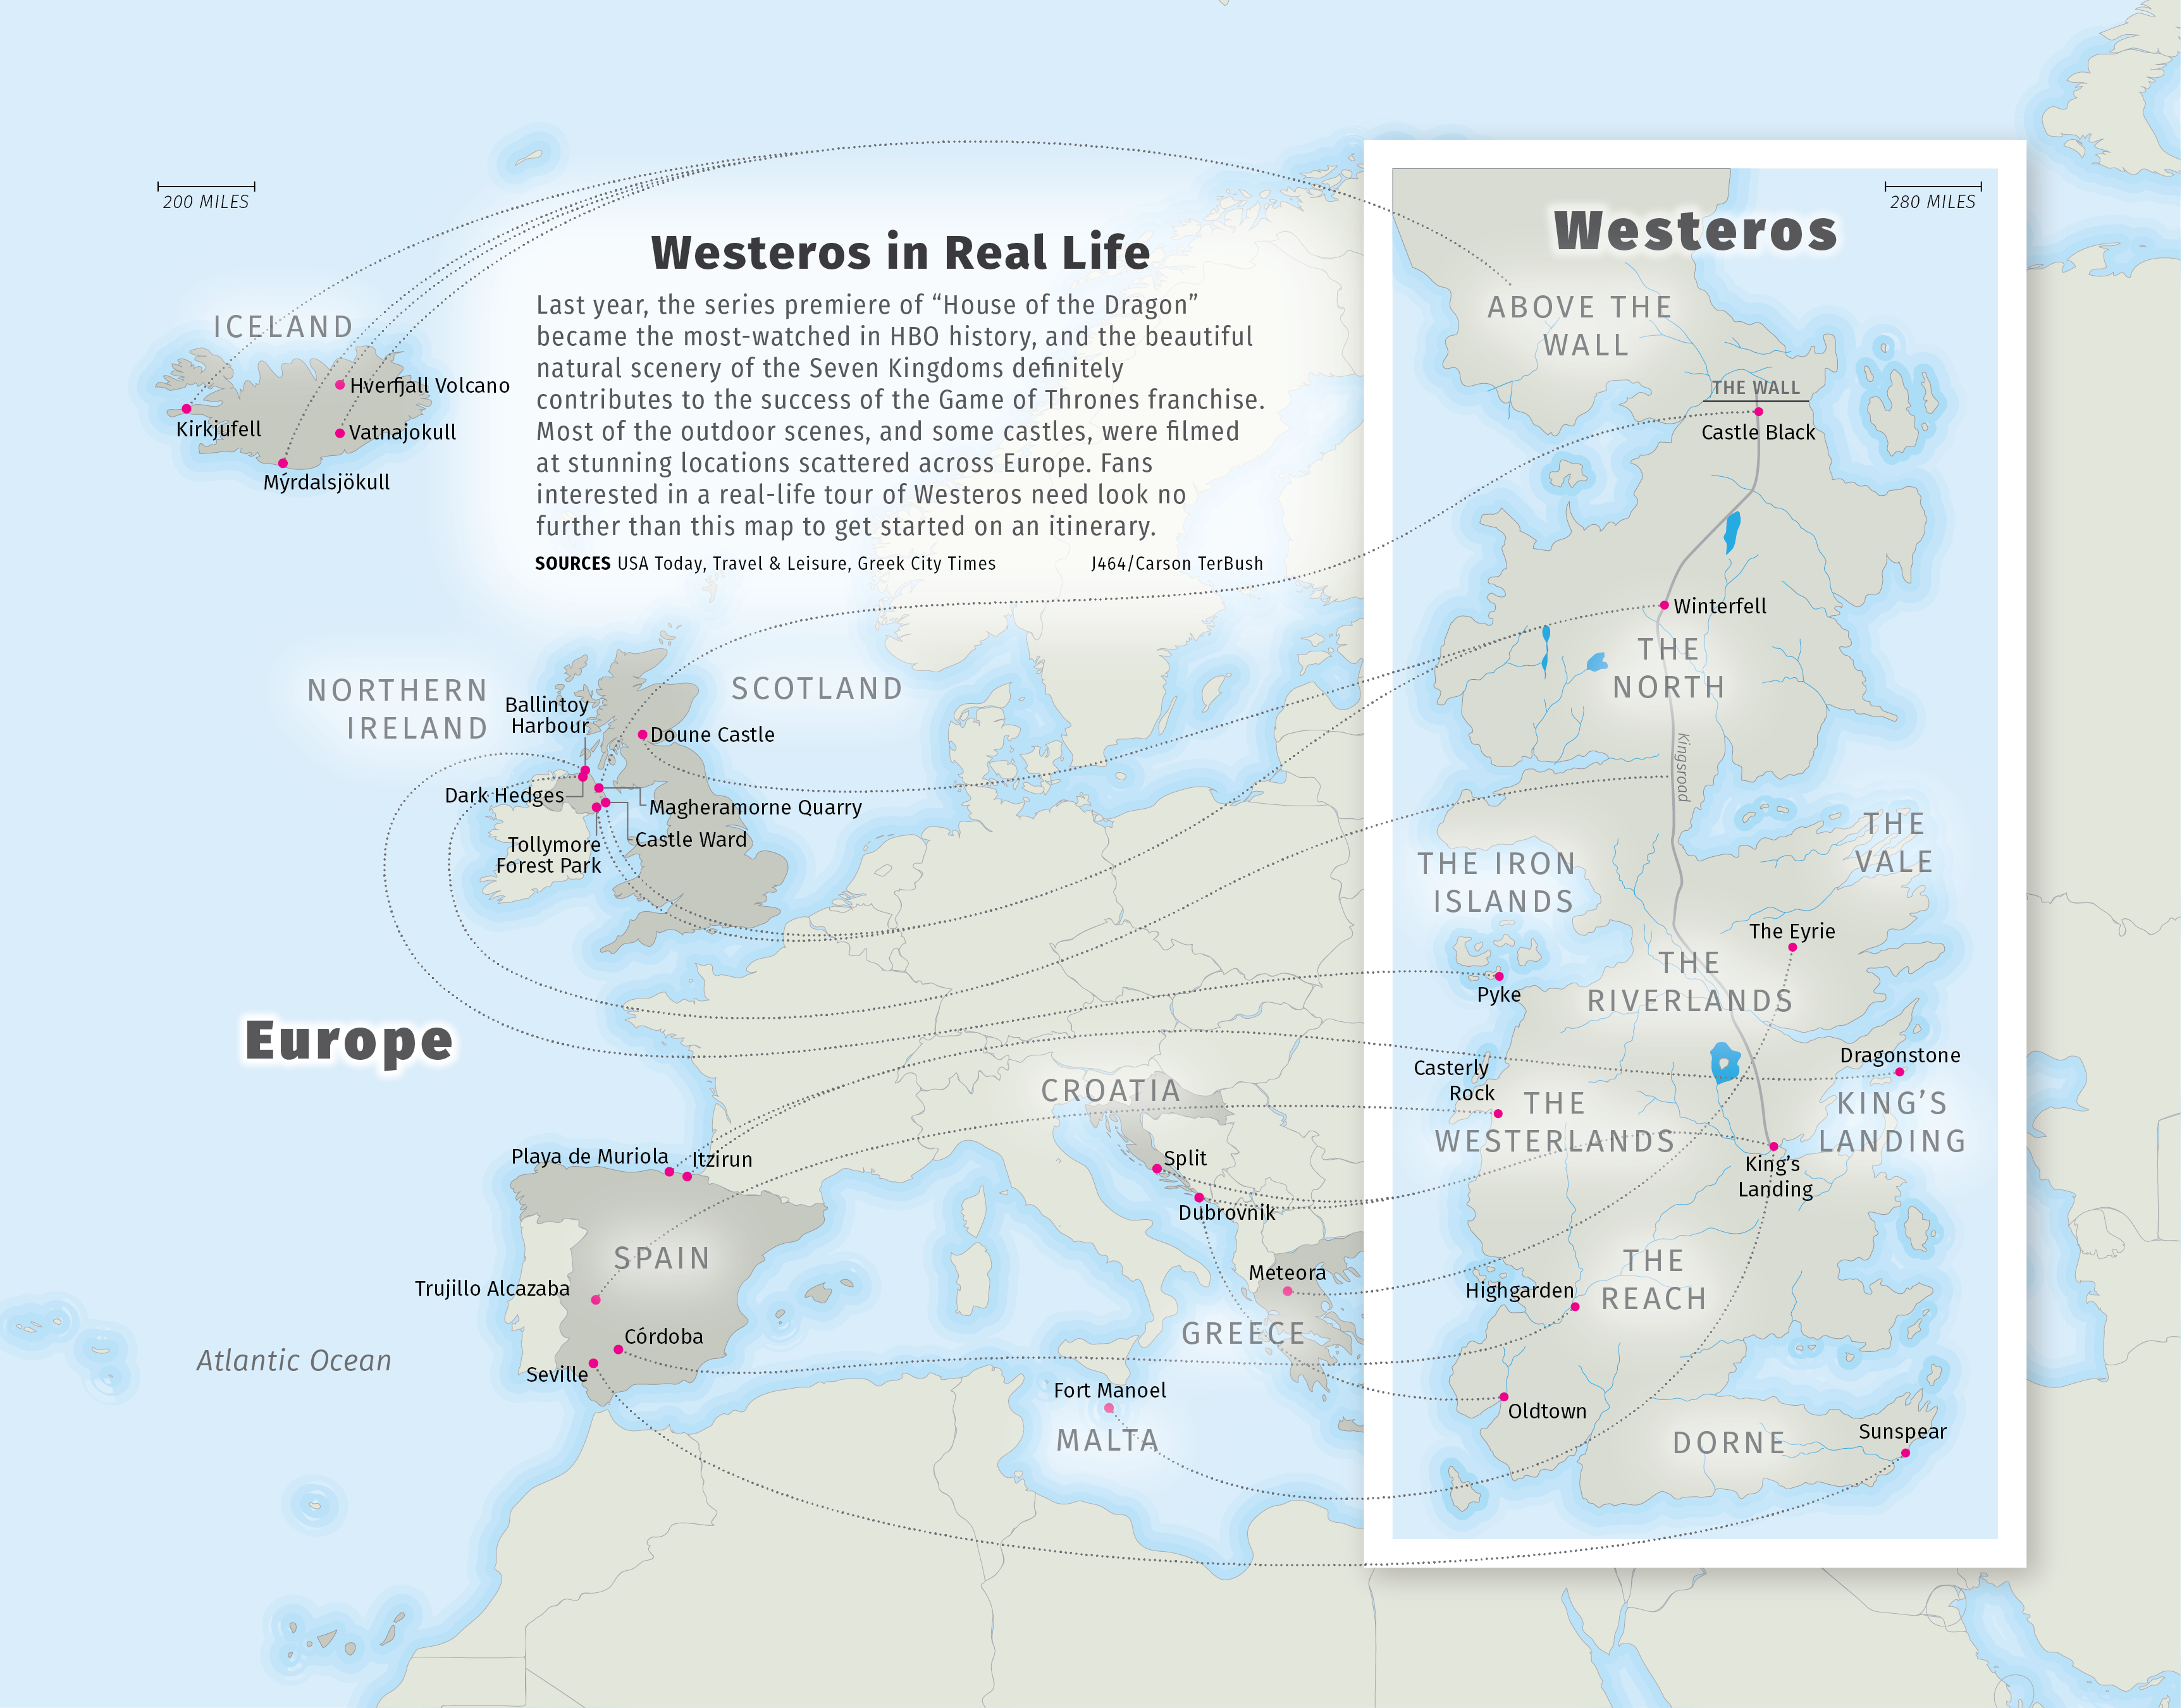 200 MILES
Westeros in Real Life
Last year, the series premiere of “House of the Dragon”
became the most-watched in HBO history, and the beautiful
natural scenery of the Seven Kingdoms definitely
contributes to the success of the Game of Thrones franchise.
Most of the outdoor scenes, and some castles, were filmed
at stunning locations scattered across Europe. Fans
interested in a real-life tour of Westeros need look no
further than this map to get started on an itinerary.
SOURCES USA Today, Travel & Leisure, Greek City Times
J464/Carson TerBush
ICELAND
Hverfjall Volcano
Kirkjufell
Vatnajokull
Mýrdalsjökull
NORTHERN
IRELAND
SCOTLAND
Ballintoy
Harbour
Doune Castle
Dark Hedges
Magheramorne Quarry
Castle Ward
Tollymore
Forest Park
Europe
CROATIA
Playa de Muriola
Itzirun
Split
Dubrovnik
SPAIN
Trujillo Alcazaba
Meteora
Córdoba
GREECE
Seville
Atlantic Ocean
Fort Manoel
MALTA
Westeros
280 MILES
ABOVE THE
WALL
THE WALL
Castle Black
Winterfell
THE
NORTH
Kingsroad
THE
VALE
THE IRON
ISLANDS
The Eyrie
THE
RIVERLANDS
Pyke
Casterly
Rock
Dragonstone
THE
WESTERLANDS
KING’S
LANDING
King’s
Landing
Highgarden
THE
REACH
Oldtown
DORNE
Sunspear